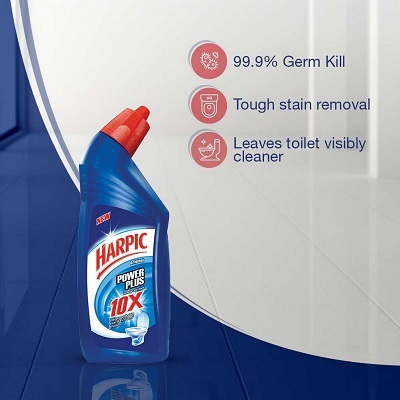 99.9% Germ Kill
Tough stain removal
Leaves toilet visibly
cleaner
NEW
HARPIC
POWER
PLUS
10X